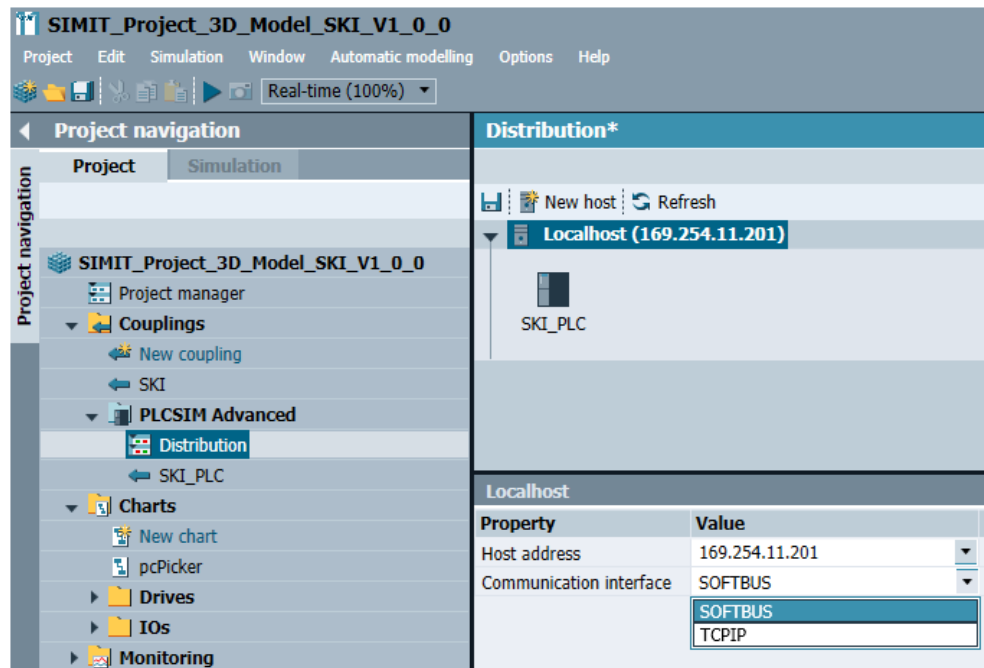 SIMIT_Project_3D_Model_SKI_V1_0_0
Project Edit Simulation Window Automatic modelling Options Help
Real-time (100%)
Project navigation
Project navigation
Project Simulation
SIMIT_Project_3D_Model_SKI_V1_0_0
Project manager
Couplings
New coupling
SKI
PLCSIM Advanced
Distribution
SKI_PLC
Charts
New chart
pcPicker
Drives
IOs
Monitoring
Distribution*
New host Refresh
Localhost (169.254.11.201)
SKI_PLC
Localhost
Property Value
Host address 169.254.11.201
Communication interface SOFTBUS
SOFTBUS
TCPIP